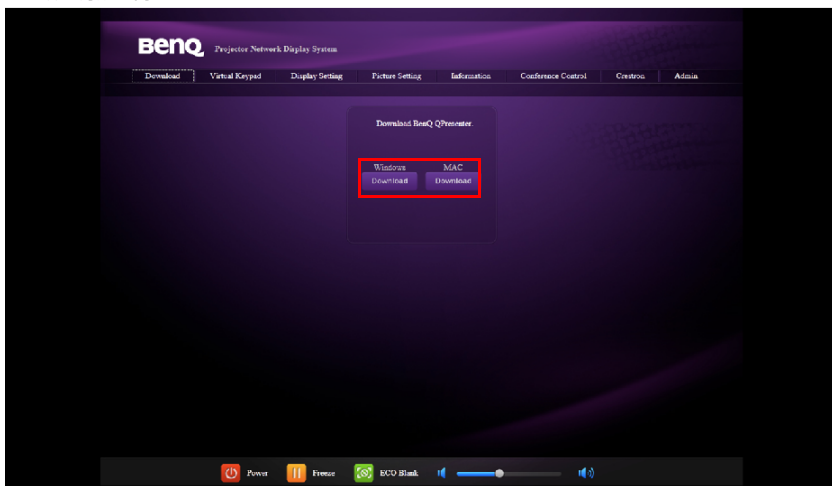 BenQ Projector Network Display System
Download Virtual Keypad Display Setting Picture Setting Information Conference Control Crestron Admin
Download BenQ QPresenter.
Windows MAC
Download Download
Power Freeze ECO Blank